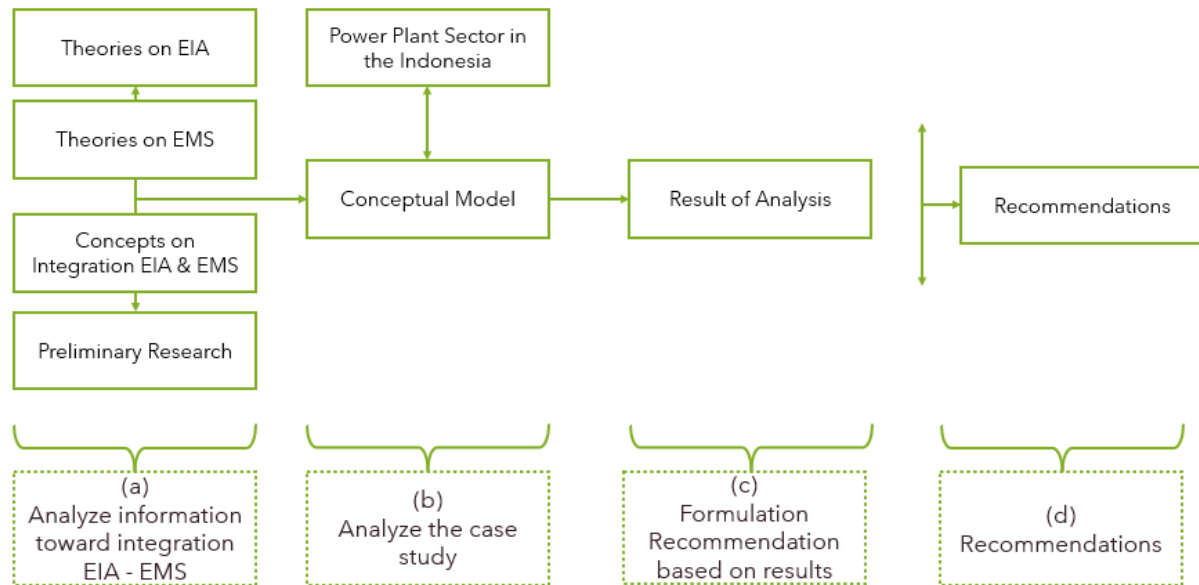 Theories on EIA
Theories on EMS
Concepts on
Integration EIA & EMS
Preliminary Research
Power Plant Sector in
the Indonesia
Conceptual Model
Result of Analysis
Recommendations
(a)
Analyze information
toward integration
EIA - EMS
(b)
Analyze the case
study
(c)
Formulation
Recommendation
based on results
(d)
Recommendations